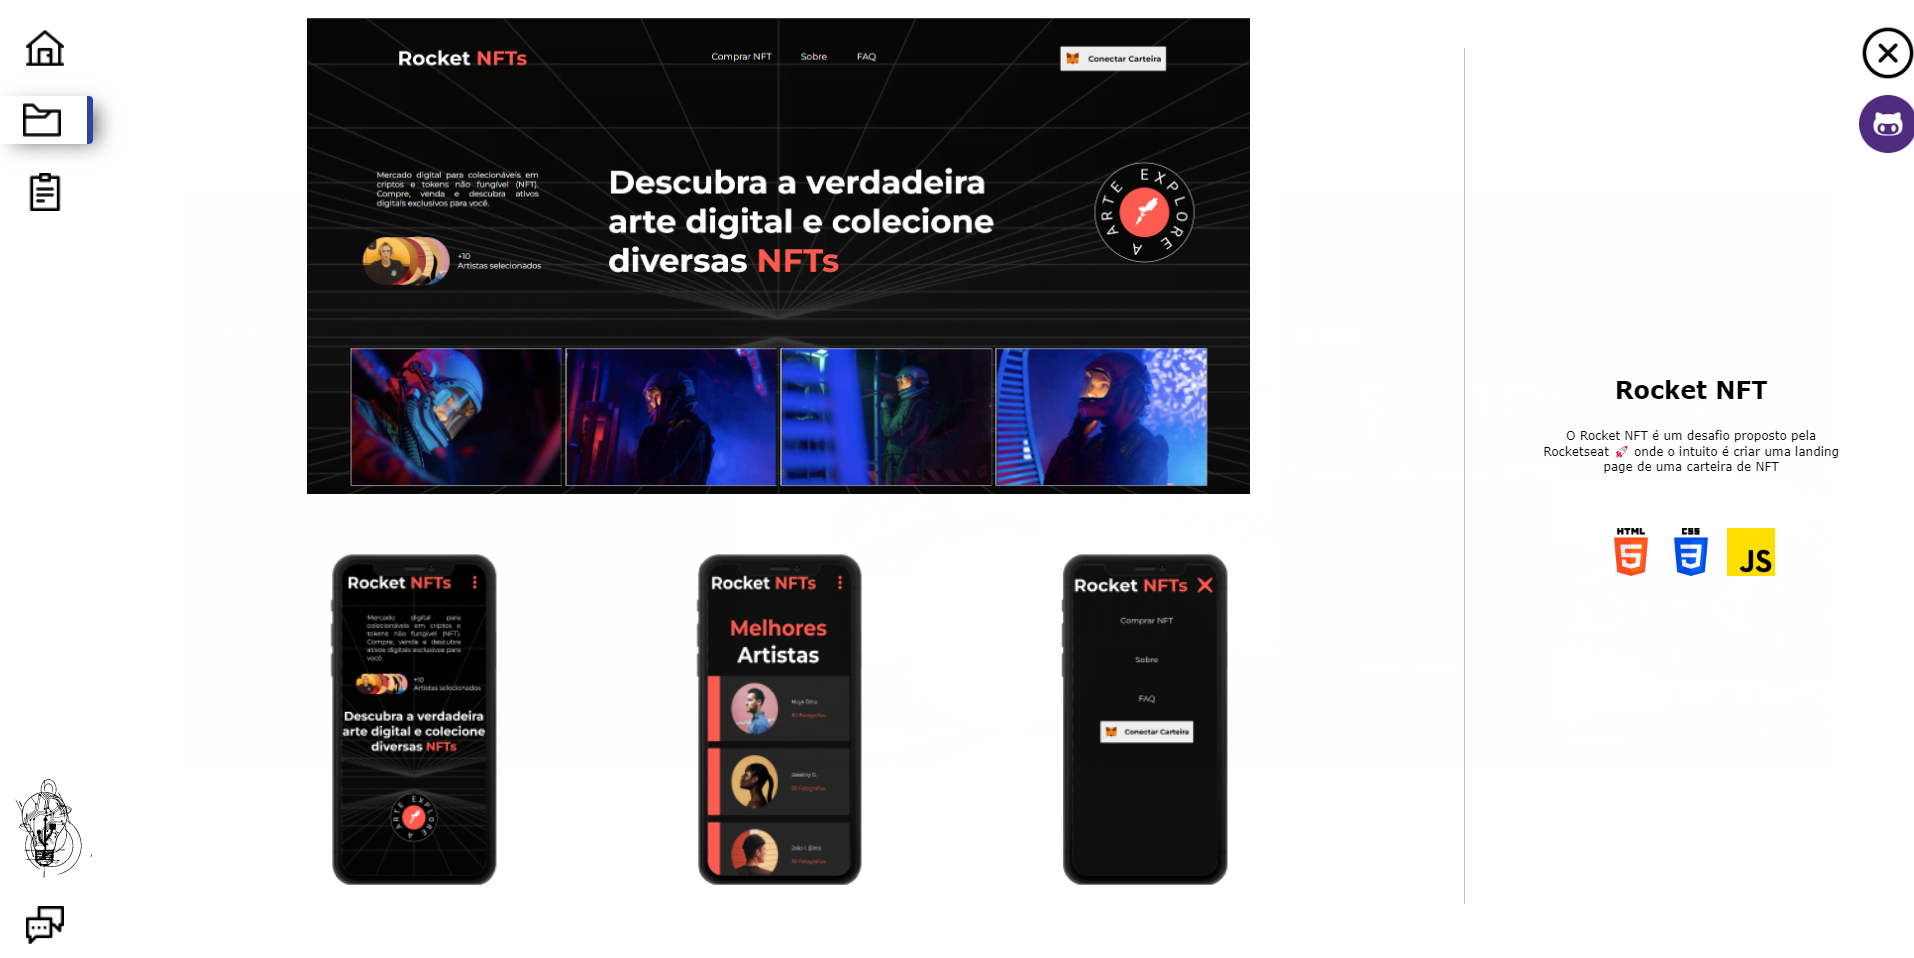 Rocket NFTs
Comprar NFT Sobre FAQ
Conectar Carteira
Mercado digital para colecionáveis em
criptos e tokens não fungível (NFT).
Compre, venda e descubra ativos
digitais exclusivos para você.
+10
Artistas selecionados
Descubra a verdadeira
arte digital e colecione
diversas NFTs
EXPLORE A ARTE
Rocket NFTs
Mercado digital para
colecionáveis em criptos e
tokens não fungível (NFT).
Compre, venda e descubra
ativos digitais exclusivos para
você.
+10
Artistas selecionados
Descubra a verdadeira
arte digital e colecione
diversas NFTs
EXPLORE A ARTE
Rocket NFTs
Melhores
Artistas
Rocket NFTs
Comprar NFT
Sobre
FAQ
Conectar Carteira
Rocket NFT
O Rocket NFT é um desafio proposto pela
Rocketseat 🚀 onde o intuito é criar uma landing
page de uma carteira de NFT
HTML 5
CSS 3
JS